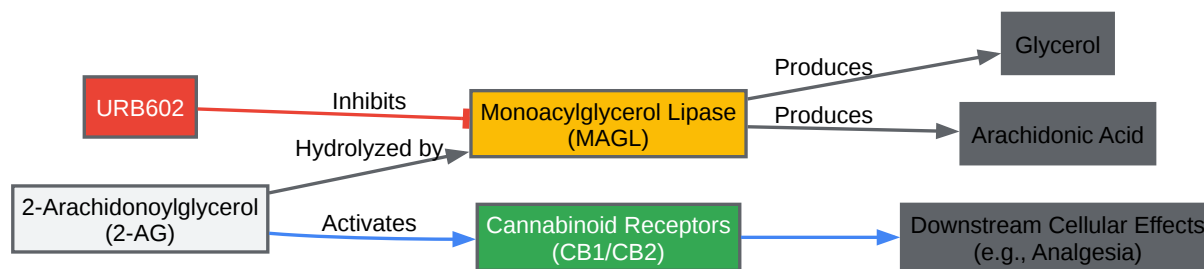 Glycerol
Produces
URB602
Inhibits
Monoacylglycerol Lipase
(MAGL)
Produces
Arachidonic Acid
Hydrolyzed by
2-Arachidonoylglycerol
(2-AG)
Activates
Cannabinoid Receptors
(CB1/CB2)
Downstream Cellular Effects
(e.g., Analgesia)